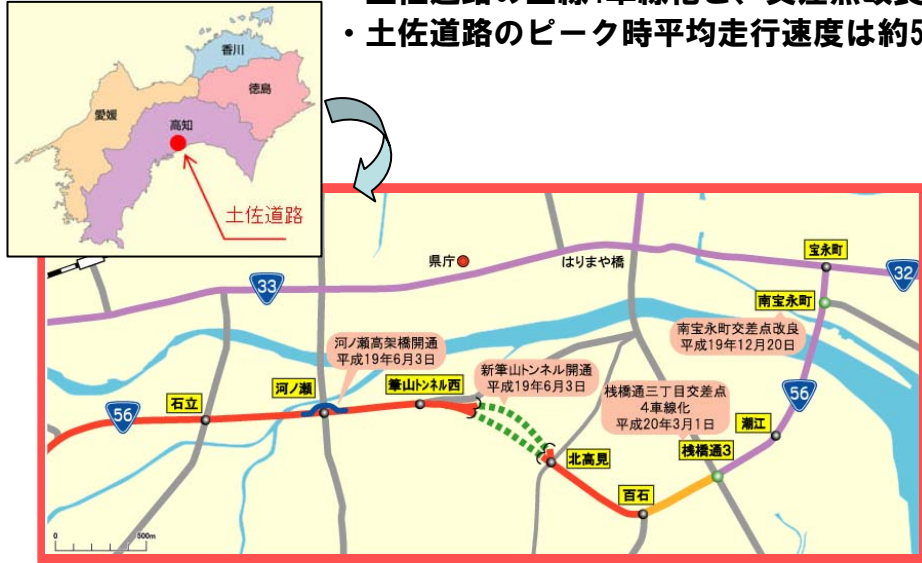 ・土佐道路のピーク時平均走行速度は約5
香川
徳島
愛媛
高知
土佐道路
県庁
はりまや橋
宝永町
33
32
南宝永町
南宝永町交差点改良
平成19年12月20日
河ノ瀬高架橋開通
平成19年6月3日
新筆山トンネル開通
平成19年6月3日
桟橋通三丁目交差点
4車線化
平成20年3月1日
56
石立
河ノ瀬
筆山トンネル西
56
潮江
桟橋通3
北高見
百石
0
500m